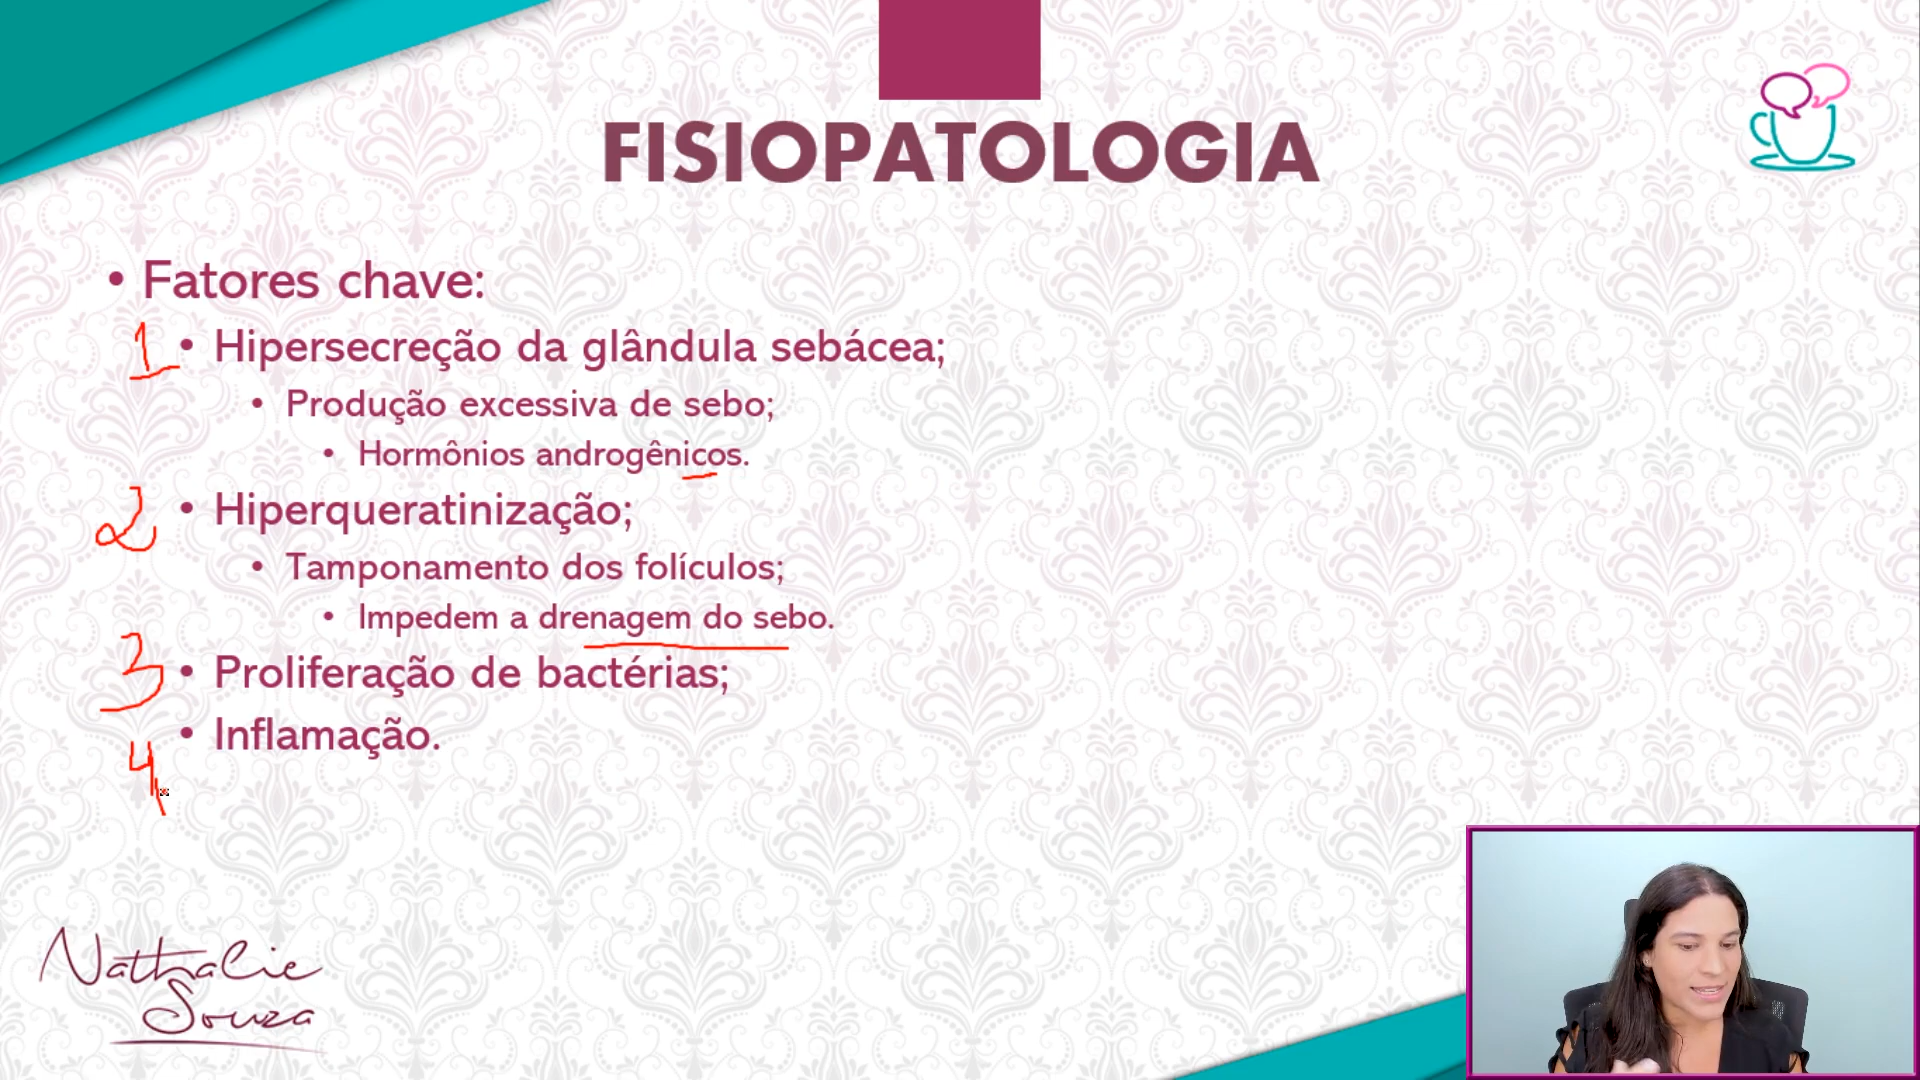 FISIOPATOLOGIA
• Fatores chave:
1 • Hipersecreção da glândula sebácea;
• Produção excessiva de sebo;
• Hormônios androgênicos.
2 • Hiperqueratinização;
• Tamponamento dos folículos;
• Impedem a drenagem do sebo.
3 • Proliferação de bactérias;
4 • Inflamação.
Nathalie
Souza